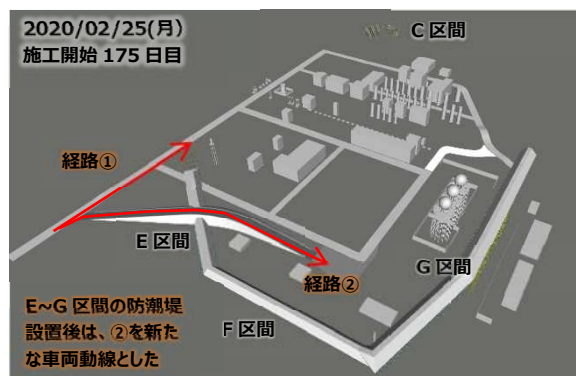 2020/02/25(月)
施工開始 175 日目
C 区間
経路①
E 区間
経路②
G 区間
F 区間
E~G 区間の防潮堤
設置後は、②を新た
な車両動線とした